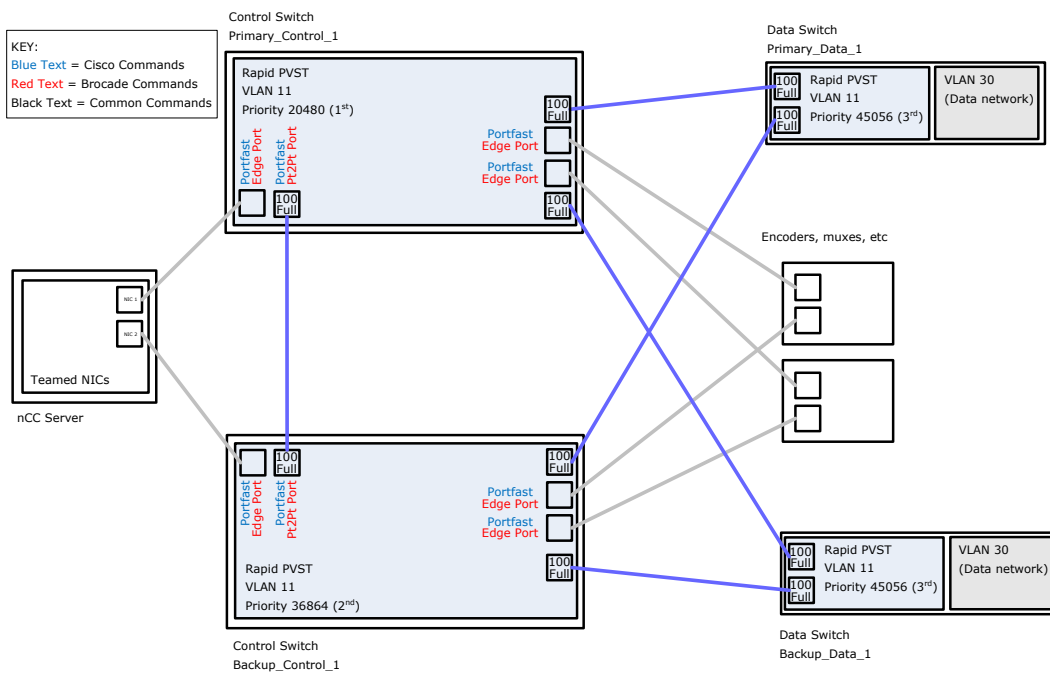 KEY:
Blue Text = Cisco Commands
Red Text = Brocade Commands
Black Text = Common Commands
Control Switch
Primary_Control_1
Rapid PVST
VLAN 11
Priority 20480 (1st)
Portfast
Edge Port
Portfast
Pt2Pt Port
100
Full
100
Full
Portfast
Edge Port
Portfast
Edge Port
100
Full
Data Switch
Primary_Data_1
100
Full
100
Full
Rapid PVST
VLAN 11
Priority 45056 (3rd)
VLAN 30
(Data network)
Encoders, muxes, etc
NIC 1
NIC 2
Teamed NICs
nCC Server
100
Full
Portfast
Edge Port
Portfast
Pt2Pt Port
100
Full
Portfast
Edge Port
Portfast
Edge Port
100
Full
Rapid PVST
VLAN 11
Priority 36864 (2nd)
Control Switch
Backup_Control_1
100
Full
100
Full
Rapid PVST
VLAN 11
Priority 45056 (3rd)
VLAN 30
(Data network)
Data Switch
Backup_Data_1